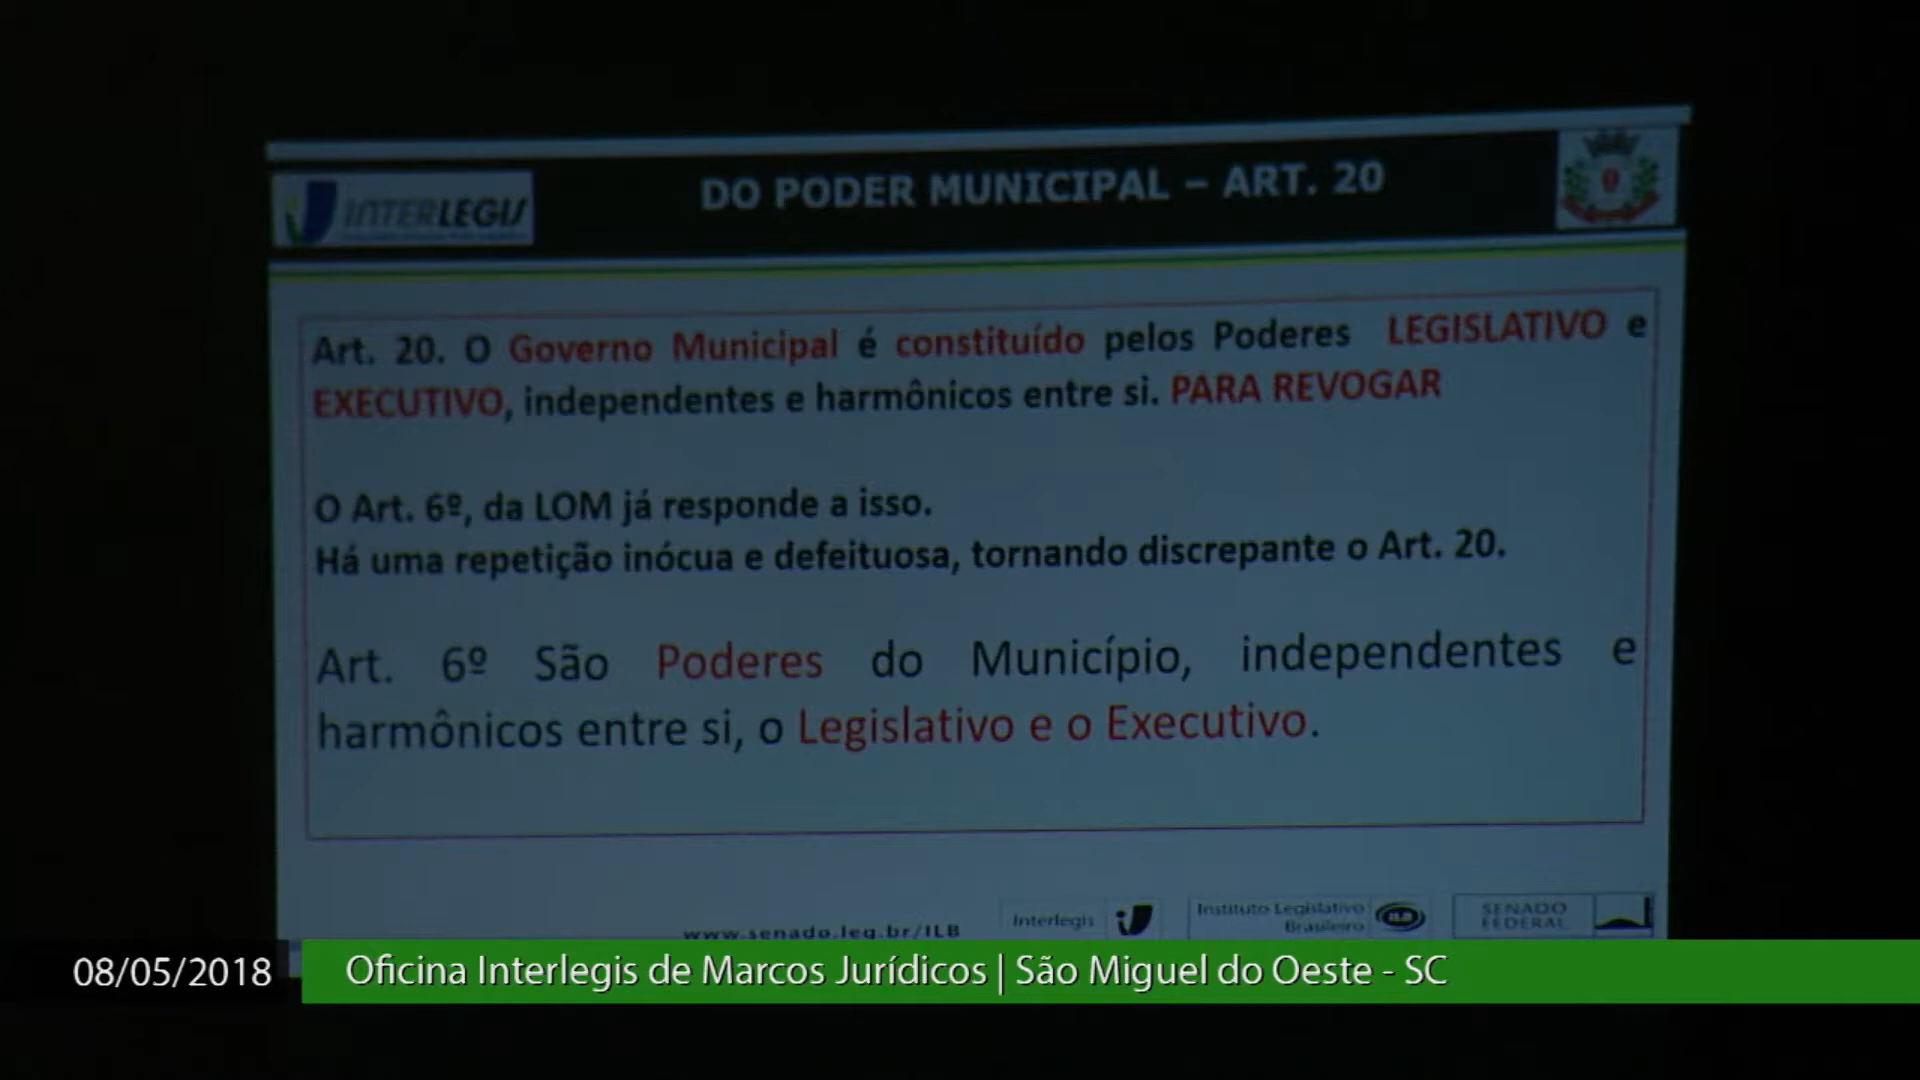 INTERLEGIS
DO PODER MUNICIPAL – ART. 20
Art. 20. O Governo Municipal é constituído pelos Poderes LEGISLATIVO e
EXECUTIVO, independentes e harmônicos entre si. PARA REVOGAR
O Art. 6º, da LOM já responde a isso.
Há uma repetição inócua e defeituosa, tornando discrepante o Art. 20.
Art. 6º São Poderes do Município, independentes e
harmônicos entre si, o Legislativo e o Executivo.
www.senado.leg.br/ILB
Interlegis
Instituto Legislativo
Brasileiro
SENADO
FEDERAL
08/05/2018
Oficina Interlegis de Marcos Jurídicos | São Miguel do Oeste - SC